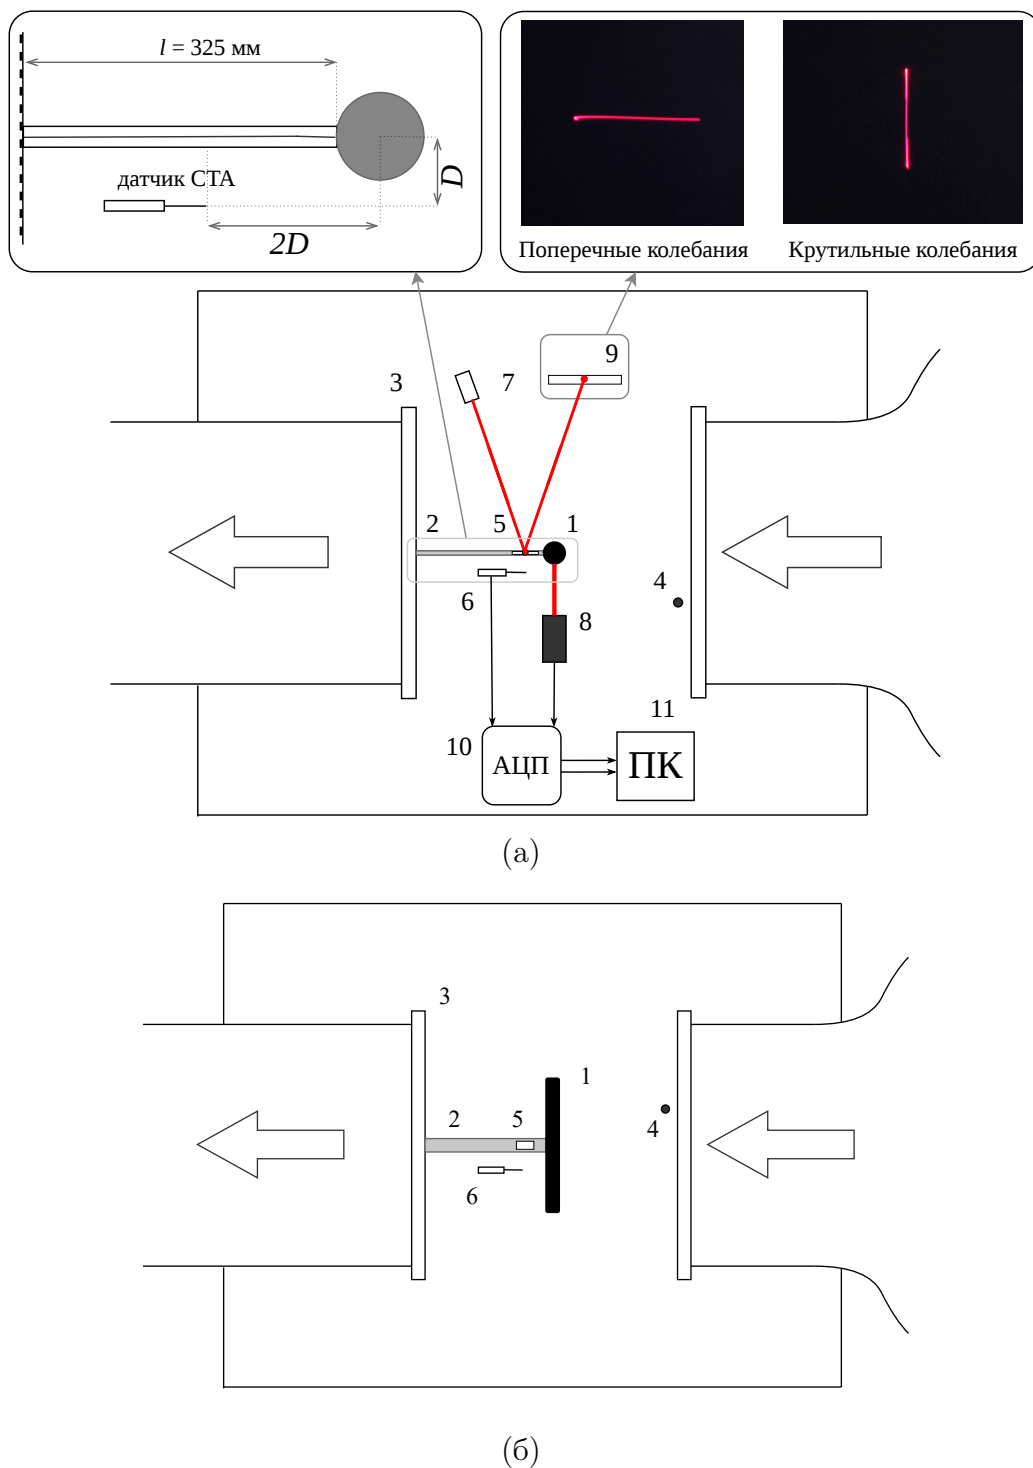 l = 325 мм
датчик СТА
D
2D
Поперечные колебания
Крутильные колебания
3
7
9
2
5
1
6
4
8
10
11
АЦП
ПК
(а)
3
1
2
5
4
6
(б)